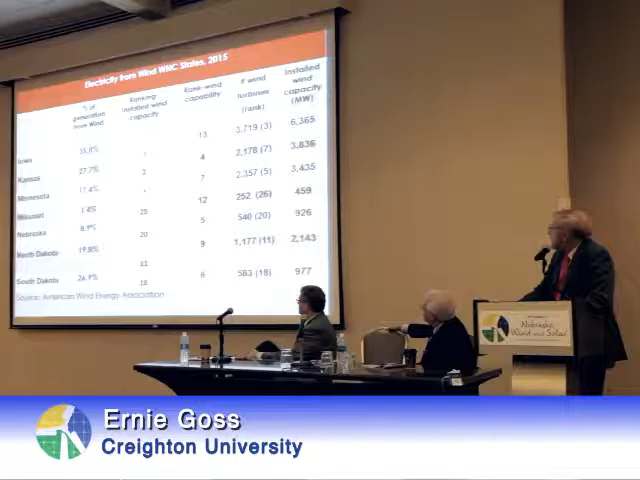 Electricity from Wind WNC States, 2015
% of generation from Wind
Ranking- installed wind capacity
Rank-wind capability
# wind turbines (rank)
Installed wind capacity (MW)
Iowa 35.8% 13 3,719 (3) 6,365
Kansas 27.7% 4 2,178 (7) 3,836
Minnesota 17.4% 7 2,357 (5) 3,435
Missouri 1.4% 25 12 252 (26) 459
Nebraska 8.9% 20 5 540 (20) 926
North Dakota 19.8% 11 9 1,177 (11) 2,143
South Dakota 26.9% 18 6 583 (18) 977
Source: American Wind Energy Association
Nebraska
Wind and Solar
Ernie Goss
Creighton University